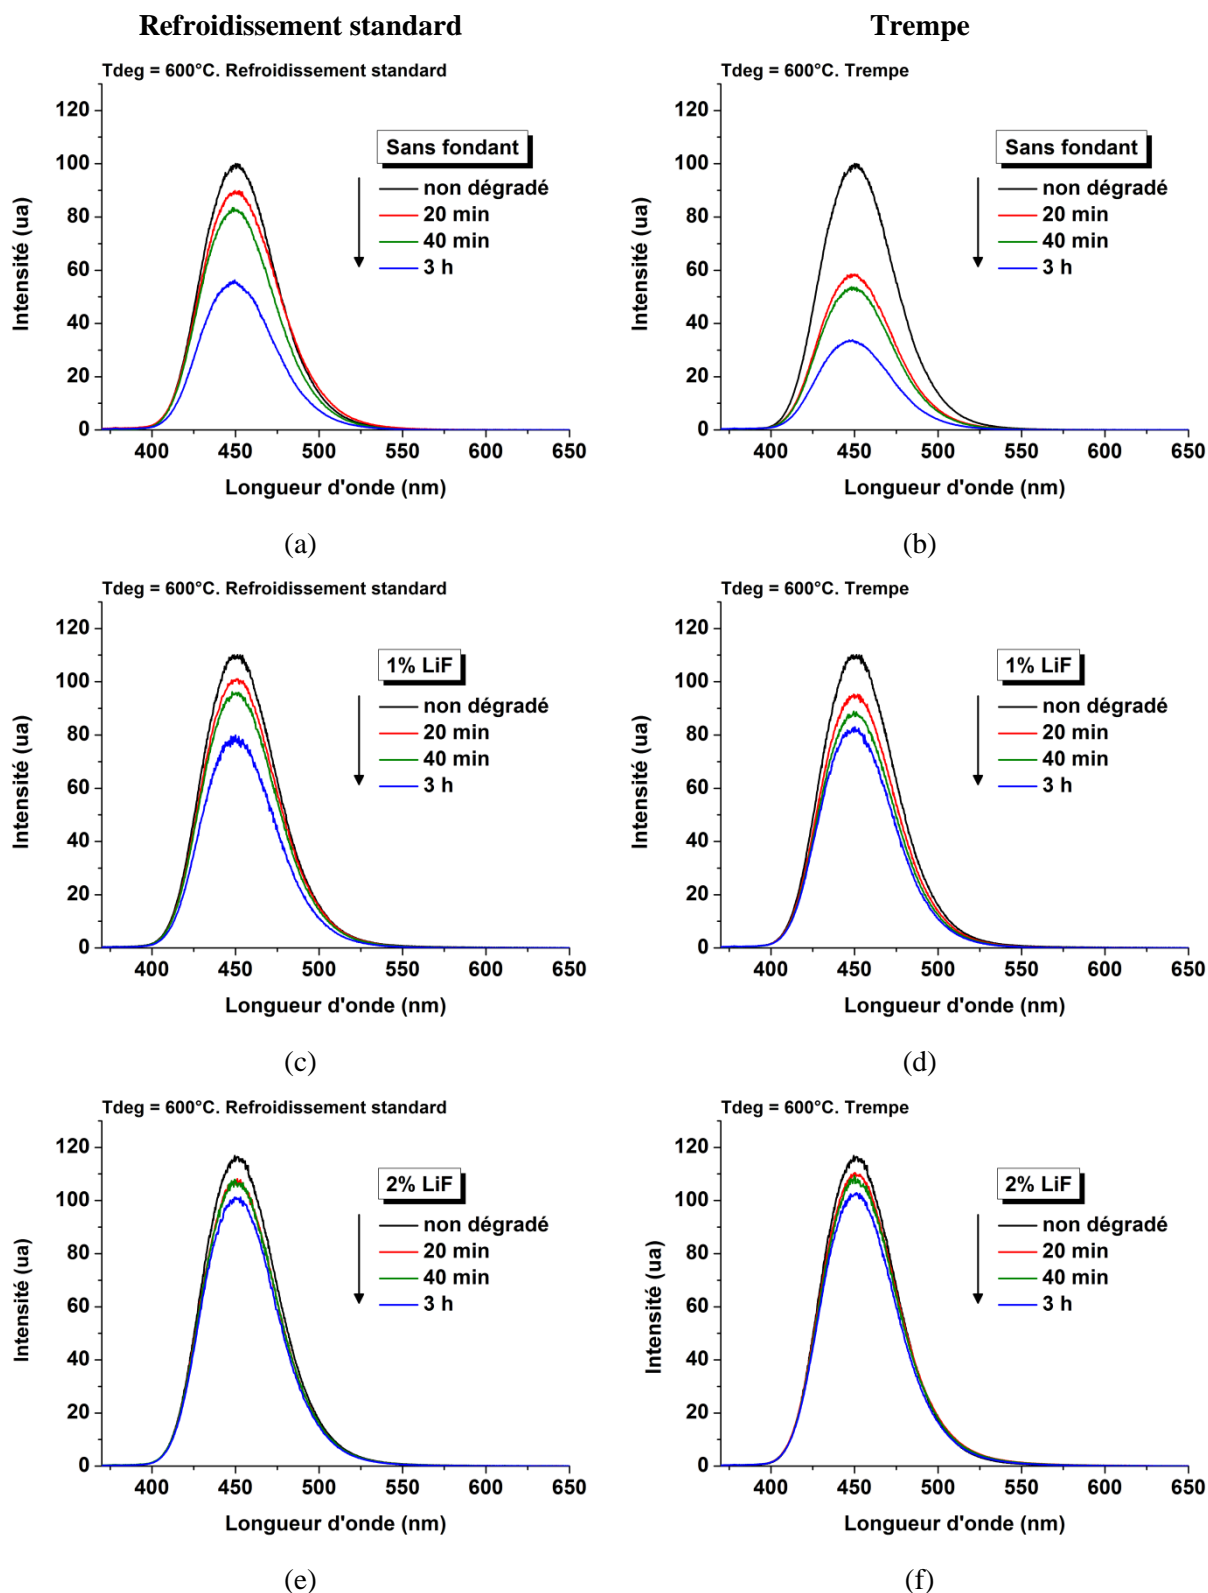 Refroidissement standard
Trempe
Tdeg = 600°C. Refroidissement standard
120
100
80
60
40
20
0
Intensité (ua)
Sans fondant
non dégradé
20 min
40 min
3 h
400 450 500 550 600 650
Longueur d'onde (nm)
(a)
Tdeg = 600°C. Trempe
120
100
80
60
40
20
0
Intensité (ua)
Sans fondant
non dégradé
20 min
40 min
3 h
400 450 500 550 600 650
Longueur d'onde (nm)
(b)
Tdeg = 600°C. Refroidissement standard
120
100
80
60
40
20
0
Intensité (ua)
1% LiF
non dégradé
20 min
40 min
3 h
400 450 500 550 600 650
Longueur d'onde (nm)
(c)
Tdeg = 600°C. Trempe
120
100
80
60
40
20
0
Intensité (ua)
1% LiF
non dégradé
20 min
40 min
3 h
400 450 500 550 600 650
Longueur d'onde (nm)
(d)
Tdeg = 600°C. Refroidissement standard
120
100
80
60
40
20
0
Intensité (ua)
2% LiF
non dégradé
20 min
40 min
3 h
400 450 500 550 600 650
Longueur d'onde (nm)
(e)
Tdeg = 600°C. Trempe
120
100
80
60
40
20
0
Intensité (ua)
2% LiF
non dégradé
20 min
40 min
3 h
400 450 500 550 600 650
Longueur d'onde (nm)
(f)